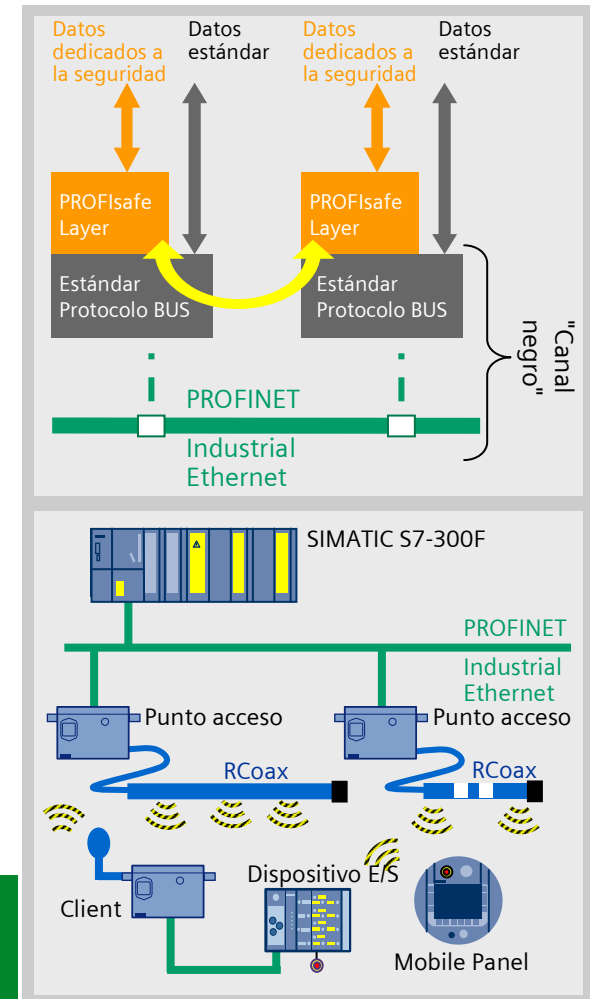 Datos
dedicados a
la seguridad
Datos
estándar
Datos
dedicados a
la seguridad
Datos
estándar
PROFIsafe
Layer
PROFIsafe
Layer
Estándar
Protocolo BUS
Estándar
Protocolo BUS
"Canal
negro"
PROFINET
Industrial
Ethernet
SIMATIC S7-300F
PROFINET
Industrial
Ethernet
Punto acceso
Punto acceso
RCoax
RCoax
Dispositivo E/S
Client
Mobile Panel